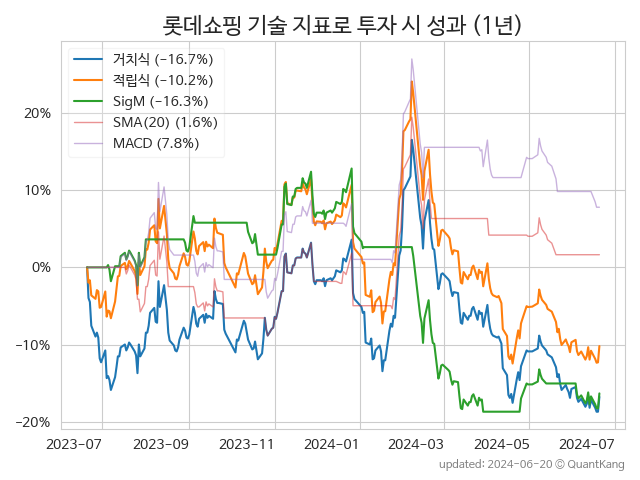 롯데쇼핑 기술 지표로 투자 시 성과 (1년)
거치식 (−16.7%)
적립식 (−10.2%)
SigM (−16.3%)
SMA(20) (1.6%)
MACD (7.8%)
20%
10%
0%
−10%
−20%
2023-07 2023-09 2023-11 2024-01 2024-03 2024-05 2024-07
updated: 2024-06-20 © QuantKang